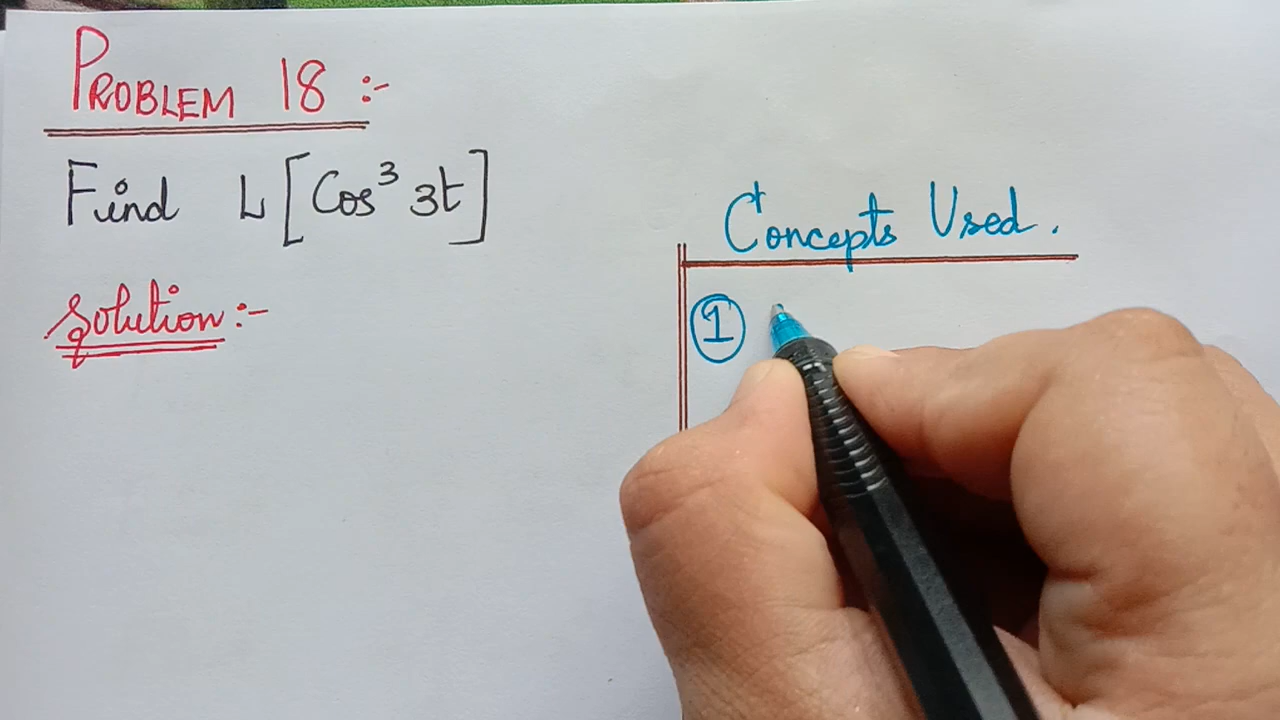 PROBLEM 18 :-
Find L[Cos³ 3t]
Solution :-
Concepts Used.
1